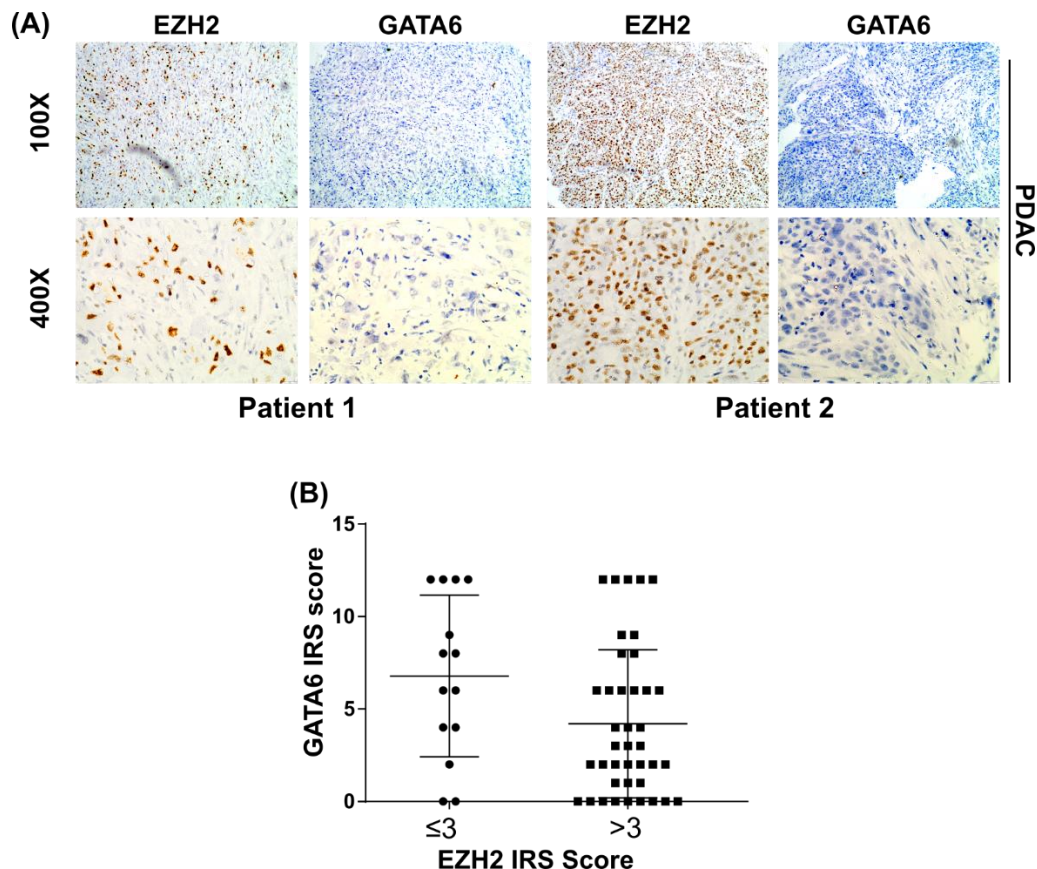 (A)
EZH2 GATA6 EZH2 GATA6
100X
400X
PDAC
Patient 1 Patient 2
(B)
GATA6 IRS score
15
10
5
0
≤3 >3
EZH2 IRS Score